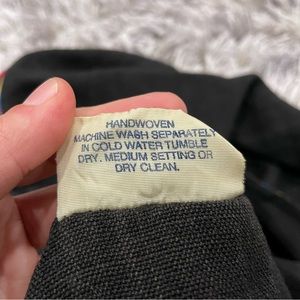 HANDWOVEN
MACHINE WASH SEPARATELY
IN COLD WATER TUMBLE
DRY. MEDIUM SETTING OR
DRY CLEAN.